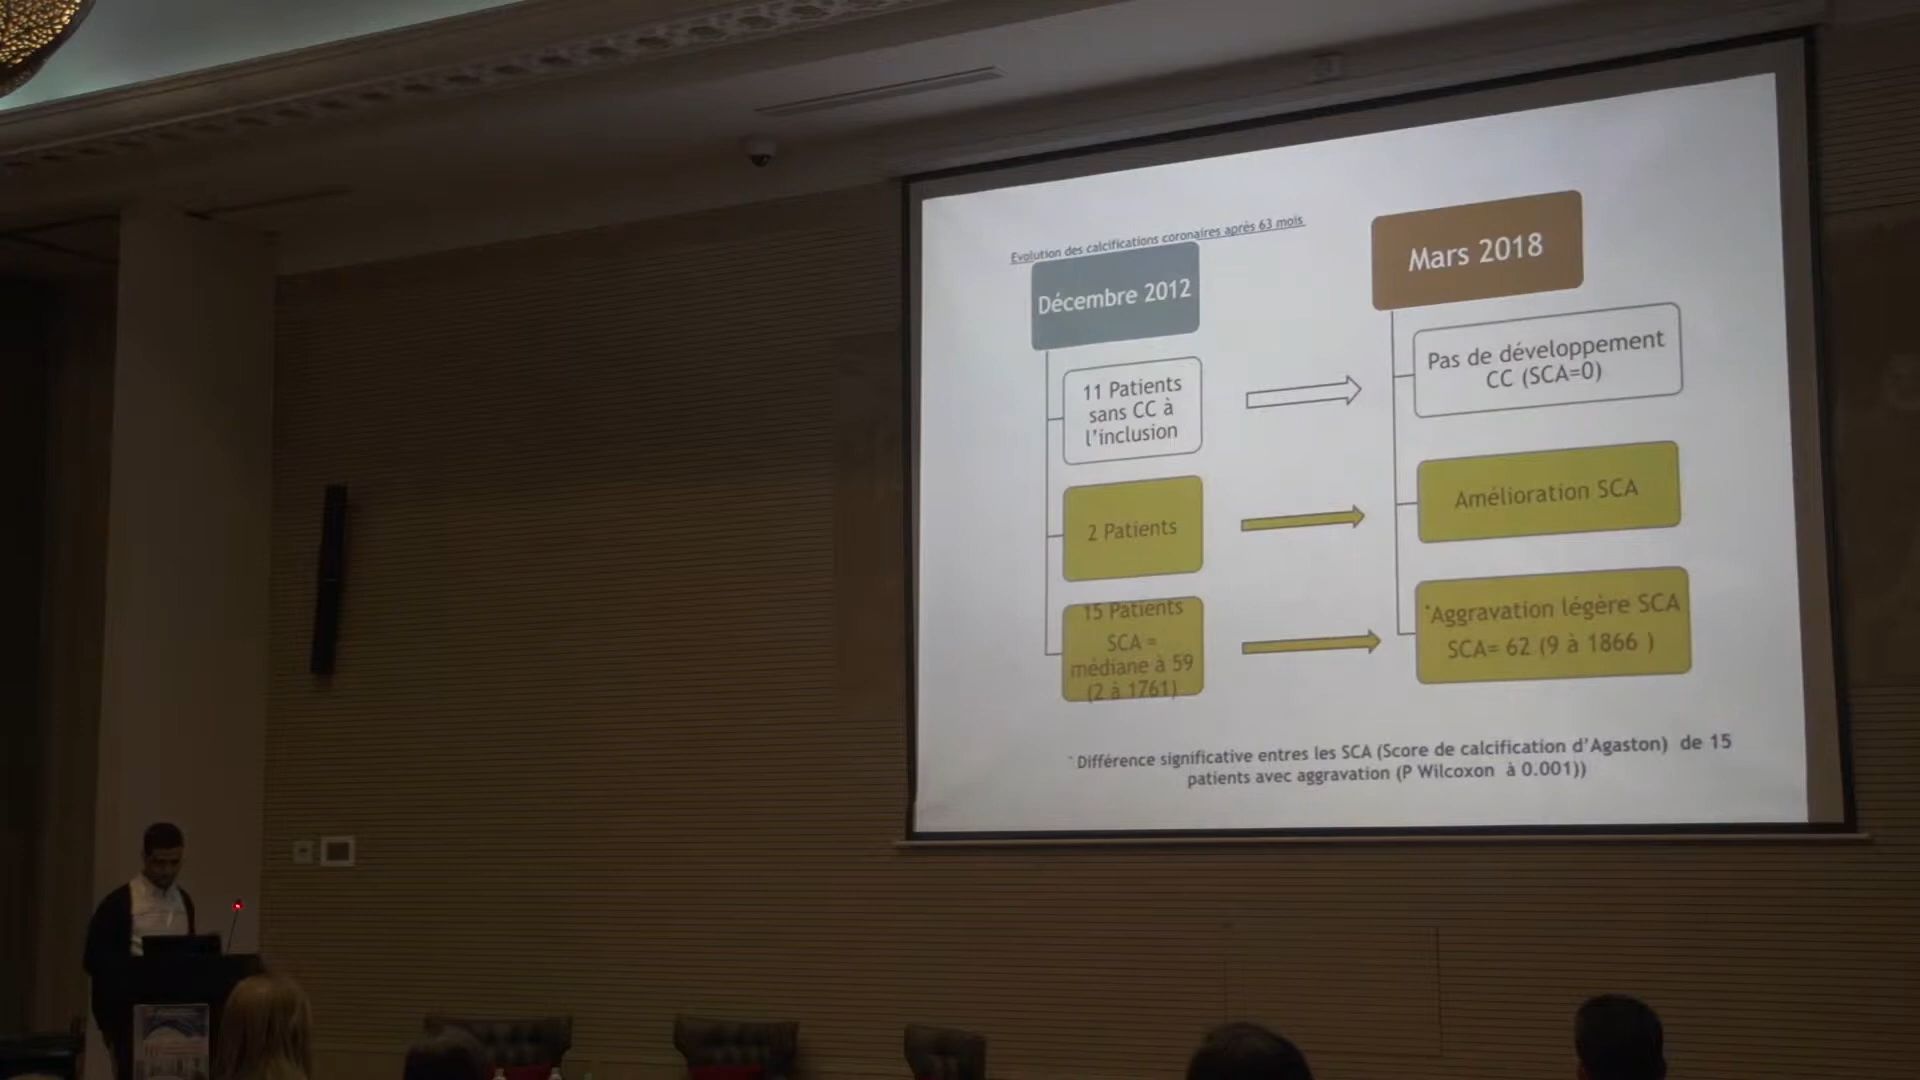 Evolution des calcifications coronaires après 63 mois
Décembre 2012
11 Patients
sans CC à
l'inclusion
2 Patients
15 Patients
SCA =
médiane à 59
(2 à 1761)
Mars 2018
Pas de développement
CC (SCA=0)
Amélioration SCA
*Aggravation légère SCA
SCA= 62 (9 à 1866 )
* Différence significative entres les SCA (Score de calcification d'Agaston) de 15
patients avec aggravation (P Wilcoxon à 0.001))